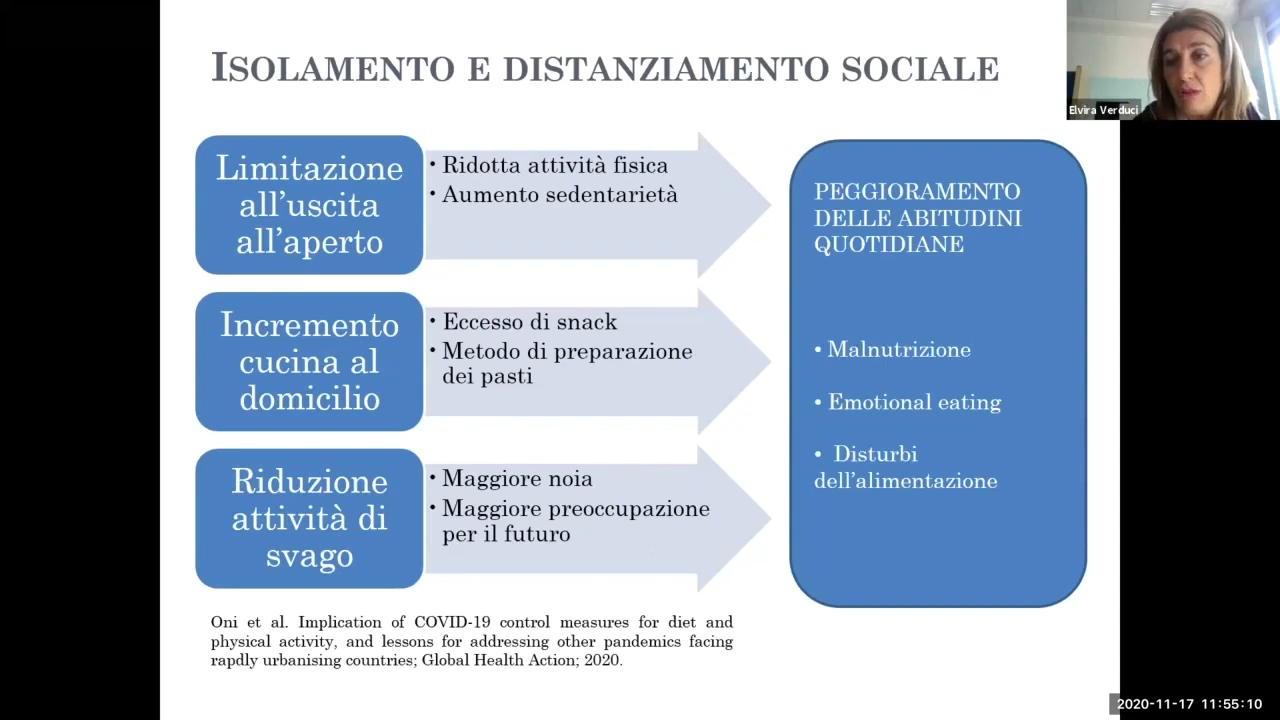 ISOLAMENTO E DISTANZIAMENTO SOCIALE
Elvira Verduci
Limitazione
all'uscita
all'aperto
• Ridotta attività fisica
• Aumento sedentarietà
Incremento
cucina al
domicilio
• Eccesso di snack
• Metodo di preparazione
dei pasti
Riduzione
attività di
svago
• Maggiore noia
• Maggiore preoccupazione
per il futuro
PEGGIORAMENTO
DELLE ABITUDINI
QUOTIDIANE
• Malnutrizione
• Emotional eating
• Disturbi
dell'alimentazione
Oni et al. Implication of COVID-19 control measures for diet and
physical activity, and lessons for addressing other pandemics facing
rapdly urbanising countries; Global Health Action; 2020.
2020-11-17 11:55:10